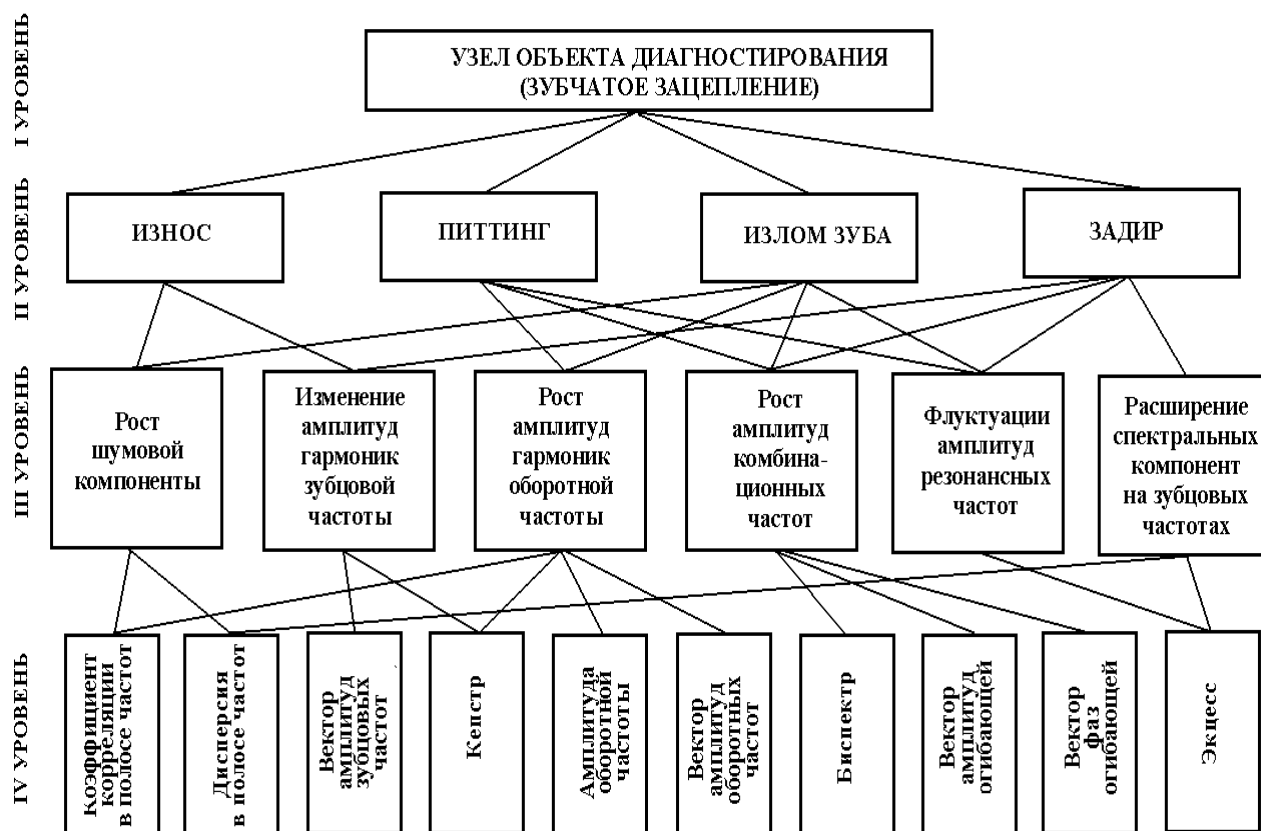 I УРОВЕНЬ
УЗЕЛ ОБЪЕКТА ДИАГНОСТИРОВАНИЯ
(ЗУБЧАТОЕ ЗАЦЕПЛЕНИЕ)
II УРОВЕНЬ
ИЗНОС
ПИТТИНГ
ИЗЛОМ ЗУБА
ЗАДИР
III УРОВЕНЬ
Рост
шумовой
компоненты
Изменение
амплитуд
гармоник
зубцовой
частоты
Рост
амплитуд
гармоник
оборотной
частоты
Рост
амплитуд
комбина-
ционных
частот
Флуктуации
амплитуд
резонансных
частот
Расширение
спектральных
компонент
на зубцовых
частотах
IV УРОВЕНЬ
Коэффициент
корреляции
в полосе частот
Дисперсия
в полосе частот
Вектор
амплитуд
зубцовых
частот
Кепстр
Амплитуда
оборотной
частоты
Вектор
амплитуд
оборотных
частот
Биспектр
Вектор
амплитуд
огибающей
Вектор
фаз
огибающей
Экцесс